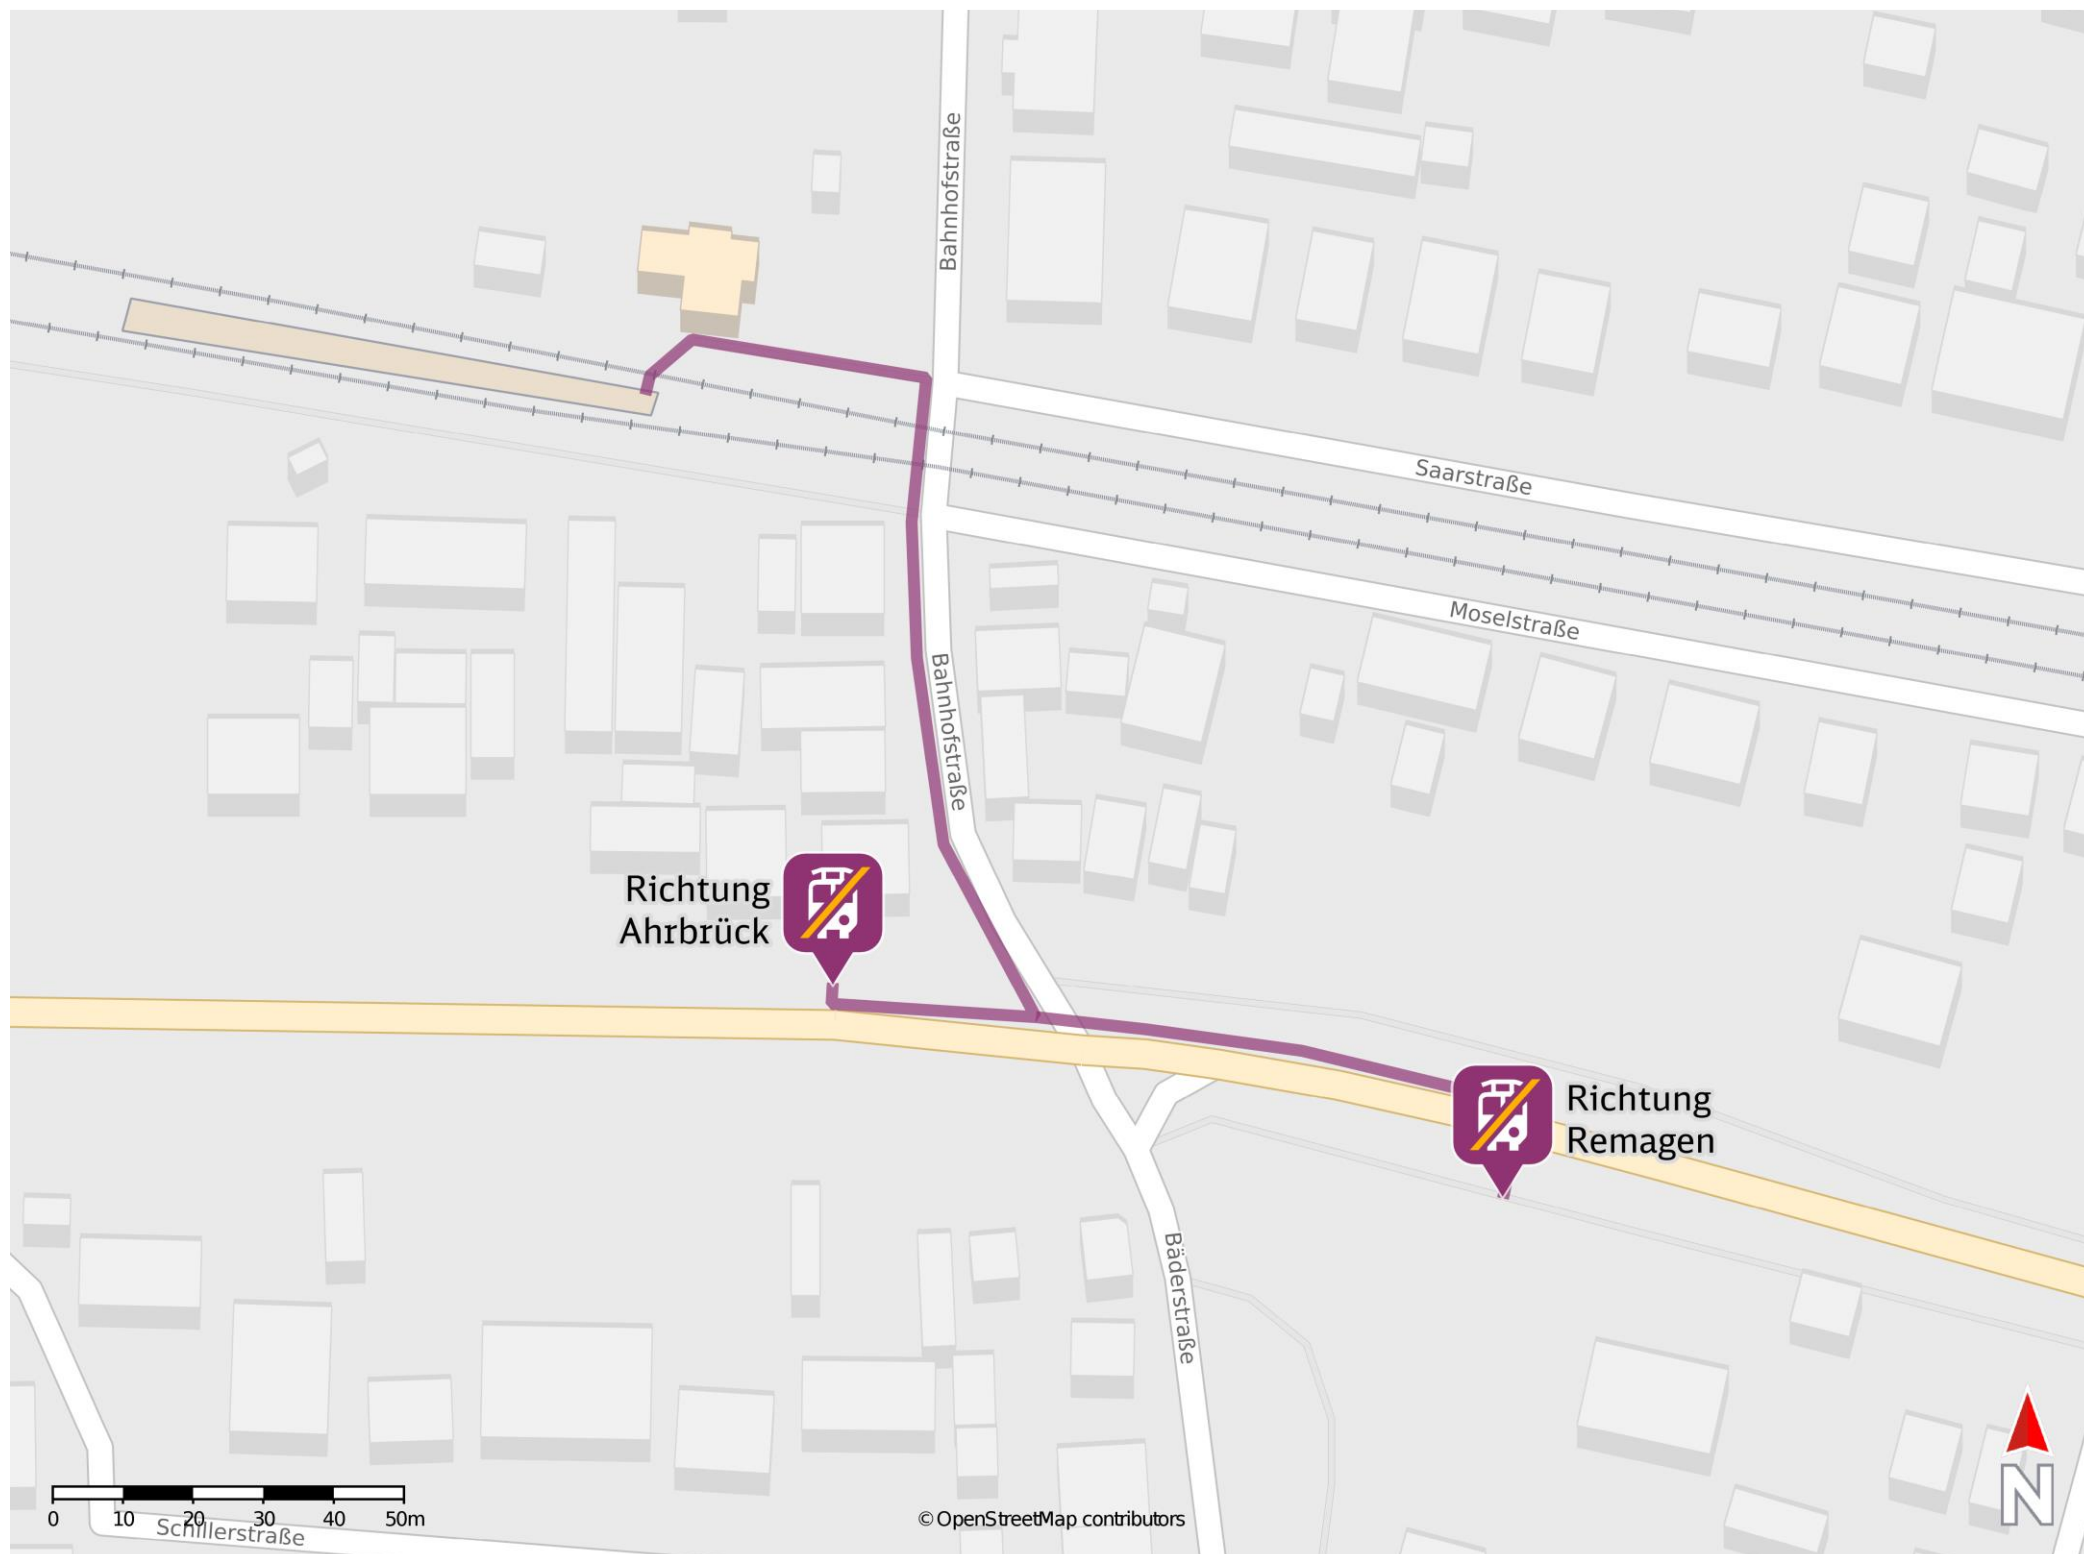 Bahnhofstraße
Saarstraße
Moselstraße
Bahnhofstraße
Richtung
Ahrbrück
Richtung
Remagen
Bäderstraße
0 10 20 30 40 50m
Schillerstraße
© OpenStreetMap contributors
N